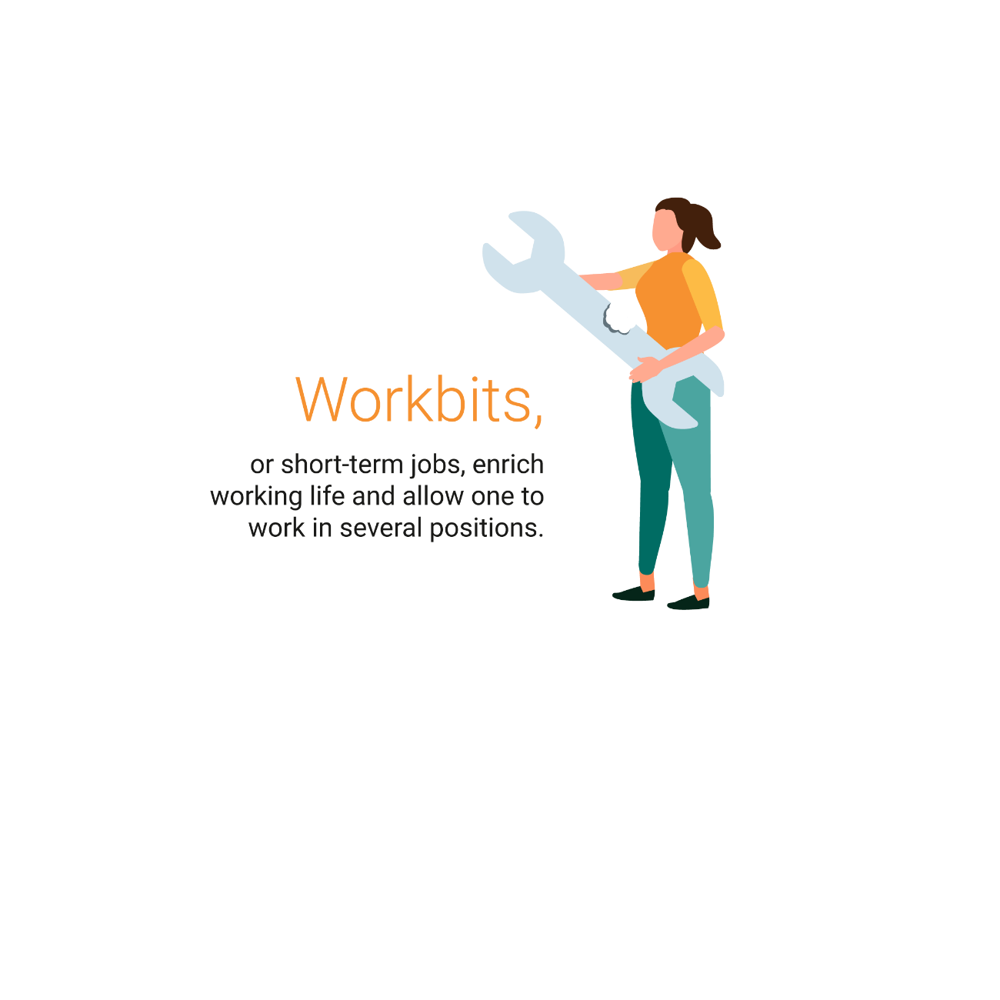 Workbits,
or short-term jobs, enrich
working life and allow one to
work in several positions.